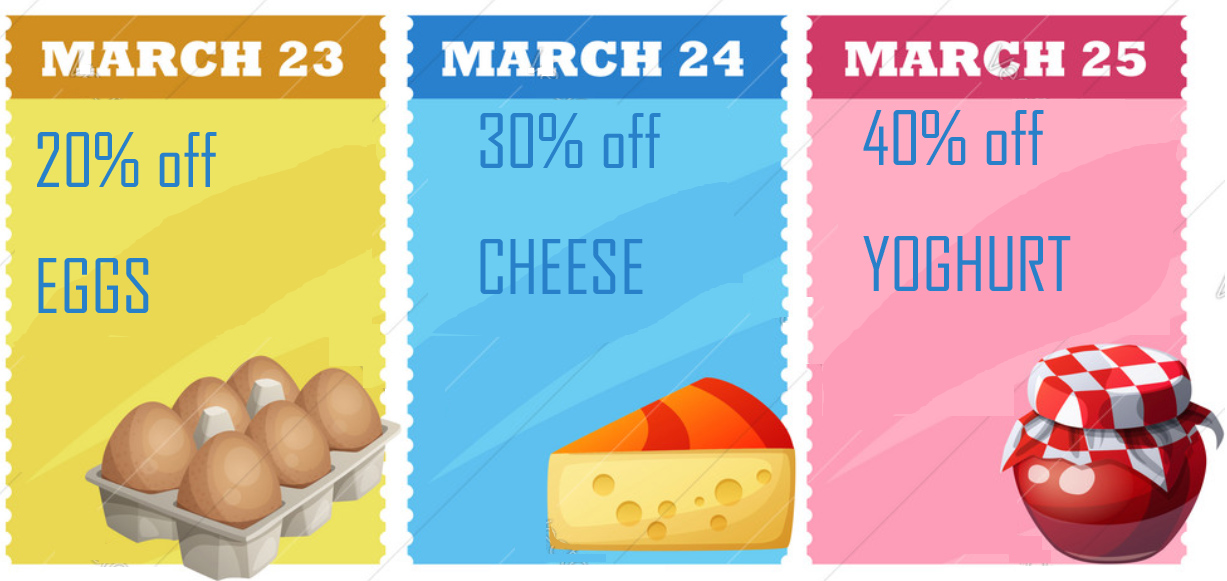 MARCH 23
20% off
EGGS
MARCH 24
30% off
CHEESE
MARCH 25
40% off
YOGHURT